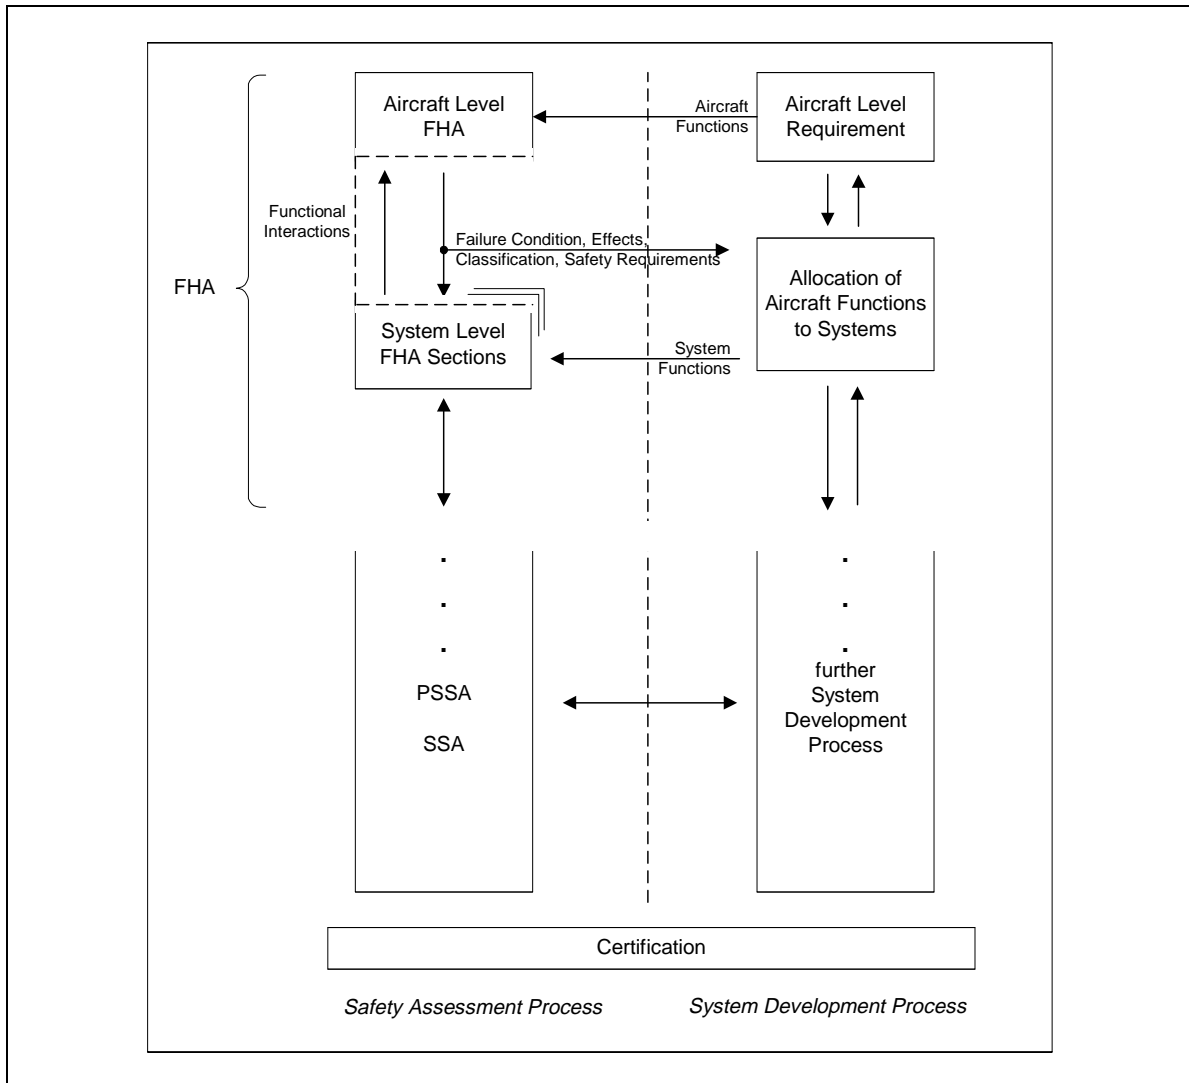 Aircraft Level
FHA
Aircraft
Functions
Aircraft Level
Requirement
Functional
Interactions
Failure Condition, Effects,
Classification, Safety Requirements
FHA
Allocation of
Aircraft Functions
to Systems
System Level
FHA Sections
System
Functions
.
.
.
PSSA
SSA
.
.
.
further
System
Development
Process
Certification
Safety Assessment Process
System Development Process